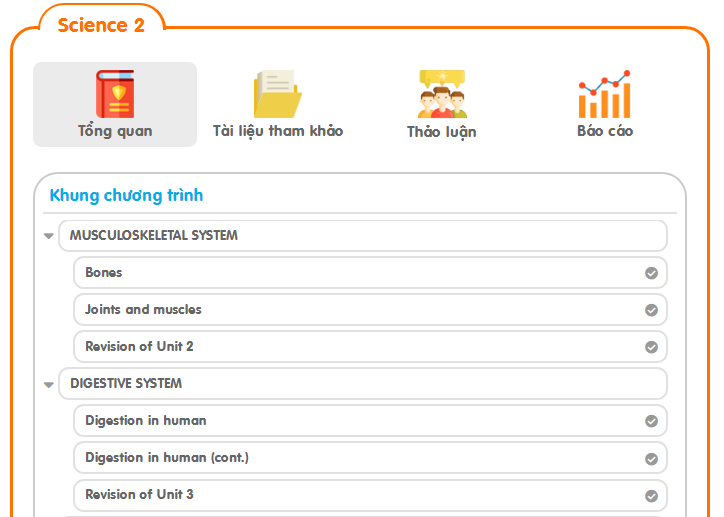 Science 2
Tổng quan
Tài liệu tham khảo
Thảo luận
Báo cáo
Khung chương trình
MUSCULOSKELETAL SYSTEM
Bones
Joints and muscles
Revision of Unit 2
DIGESTIVE SYSTEM
Digestion in human
Digestion in human (cont.)
Revision of Unit 3